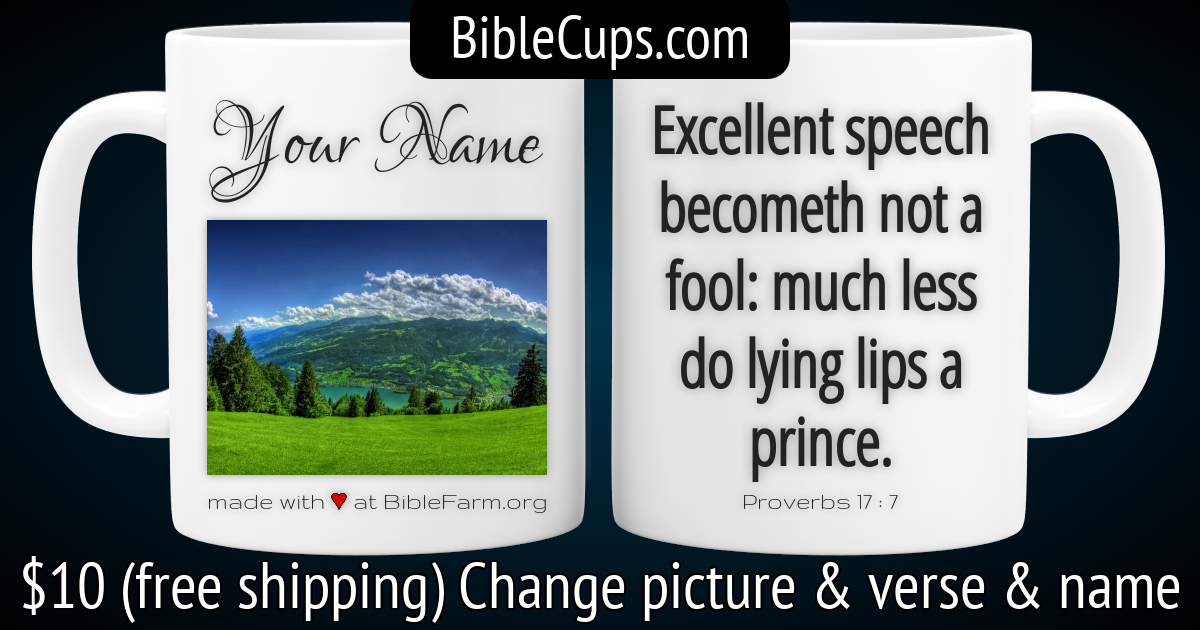 BibleCups.com
Your Name
made with ♥ at BibleFarm.org
Excellent speech
becometh not a
fool: much less
do lying lips a
prince.
Proverbs 17 : 7
$10 (free shipping) Change picture & verse & name